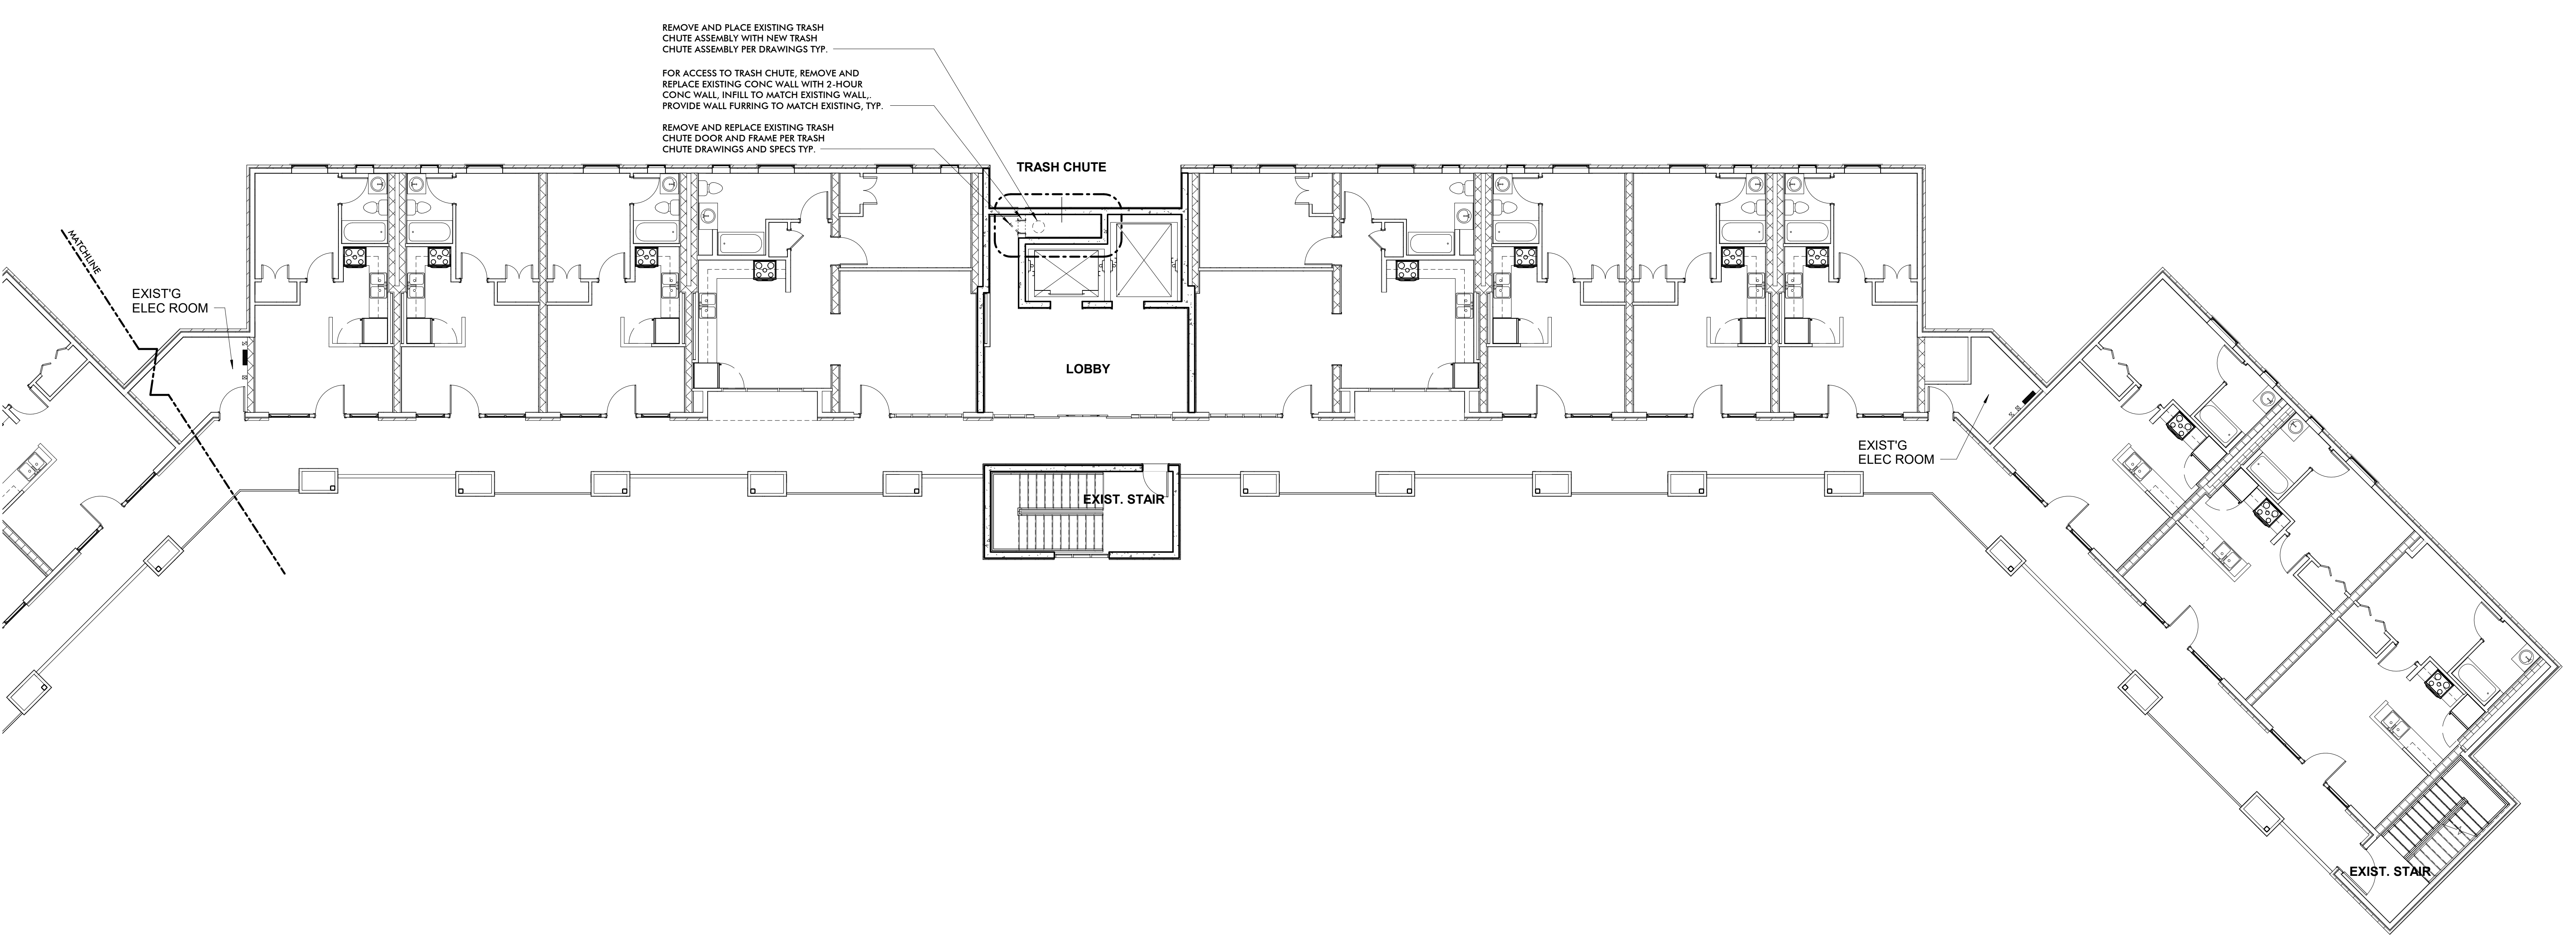 REMOVE AND PLACE EXISTING TRASH
CHUTE ASSEMBLY WITH NEW TRASH
CHUTE ASSEMBLY PER DRAWINGS TYP.
FOR ACCESS TO TRASH CHUTE, REMOVE AND
REPLACE EXISTING CONC WALL WITH 2-HOUR
CONC WALL, INFILL TO MATCH EXISTING WALL,.
PROVIDE WALL FURRING TO MATCH EXISTING, TYP.
REMOVE AND REPLACE EXISTING TRASH
CHUTE DOOR AND FRAME PER TRASH
CHUTE DRAWINGS AND SPECS TYP.
TRASH CHUTE
MATCHLINE
EXIST'G
ELEC ROOM
LOBBY
EXIST'G
ELEC ROOM
EXIST. STAIR
EXIST. STAIR